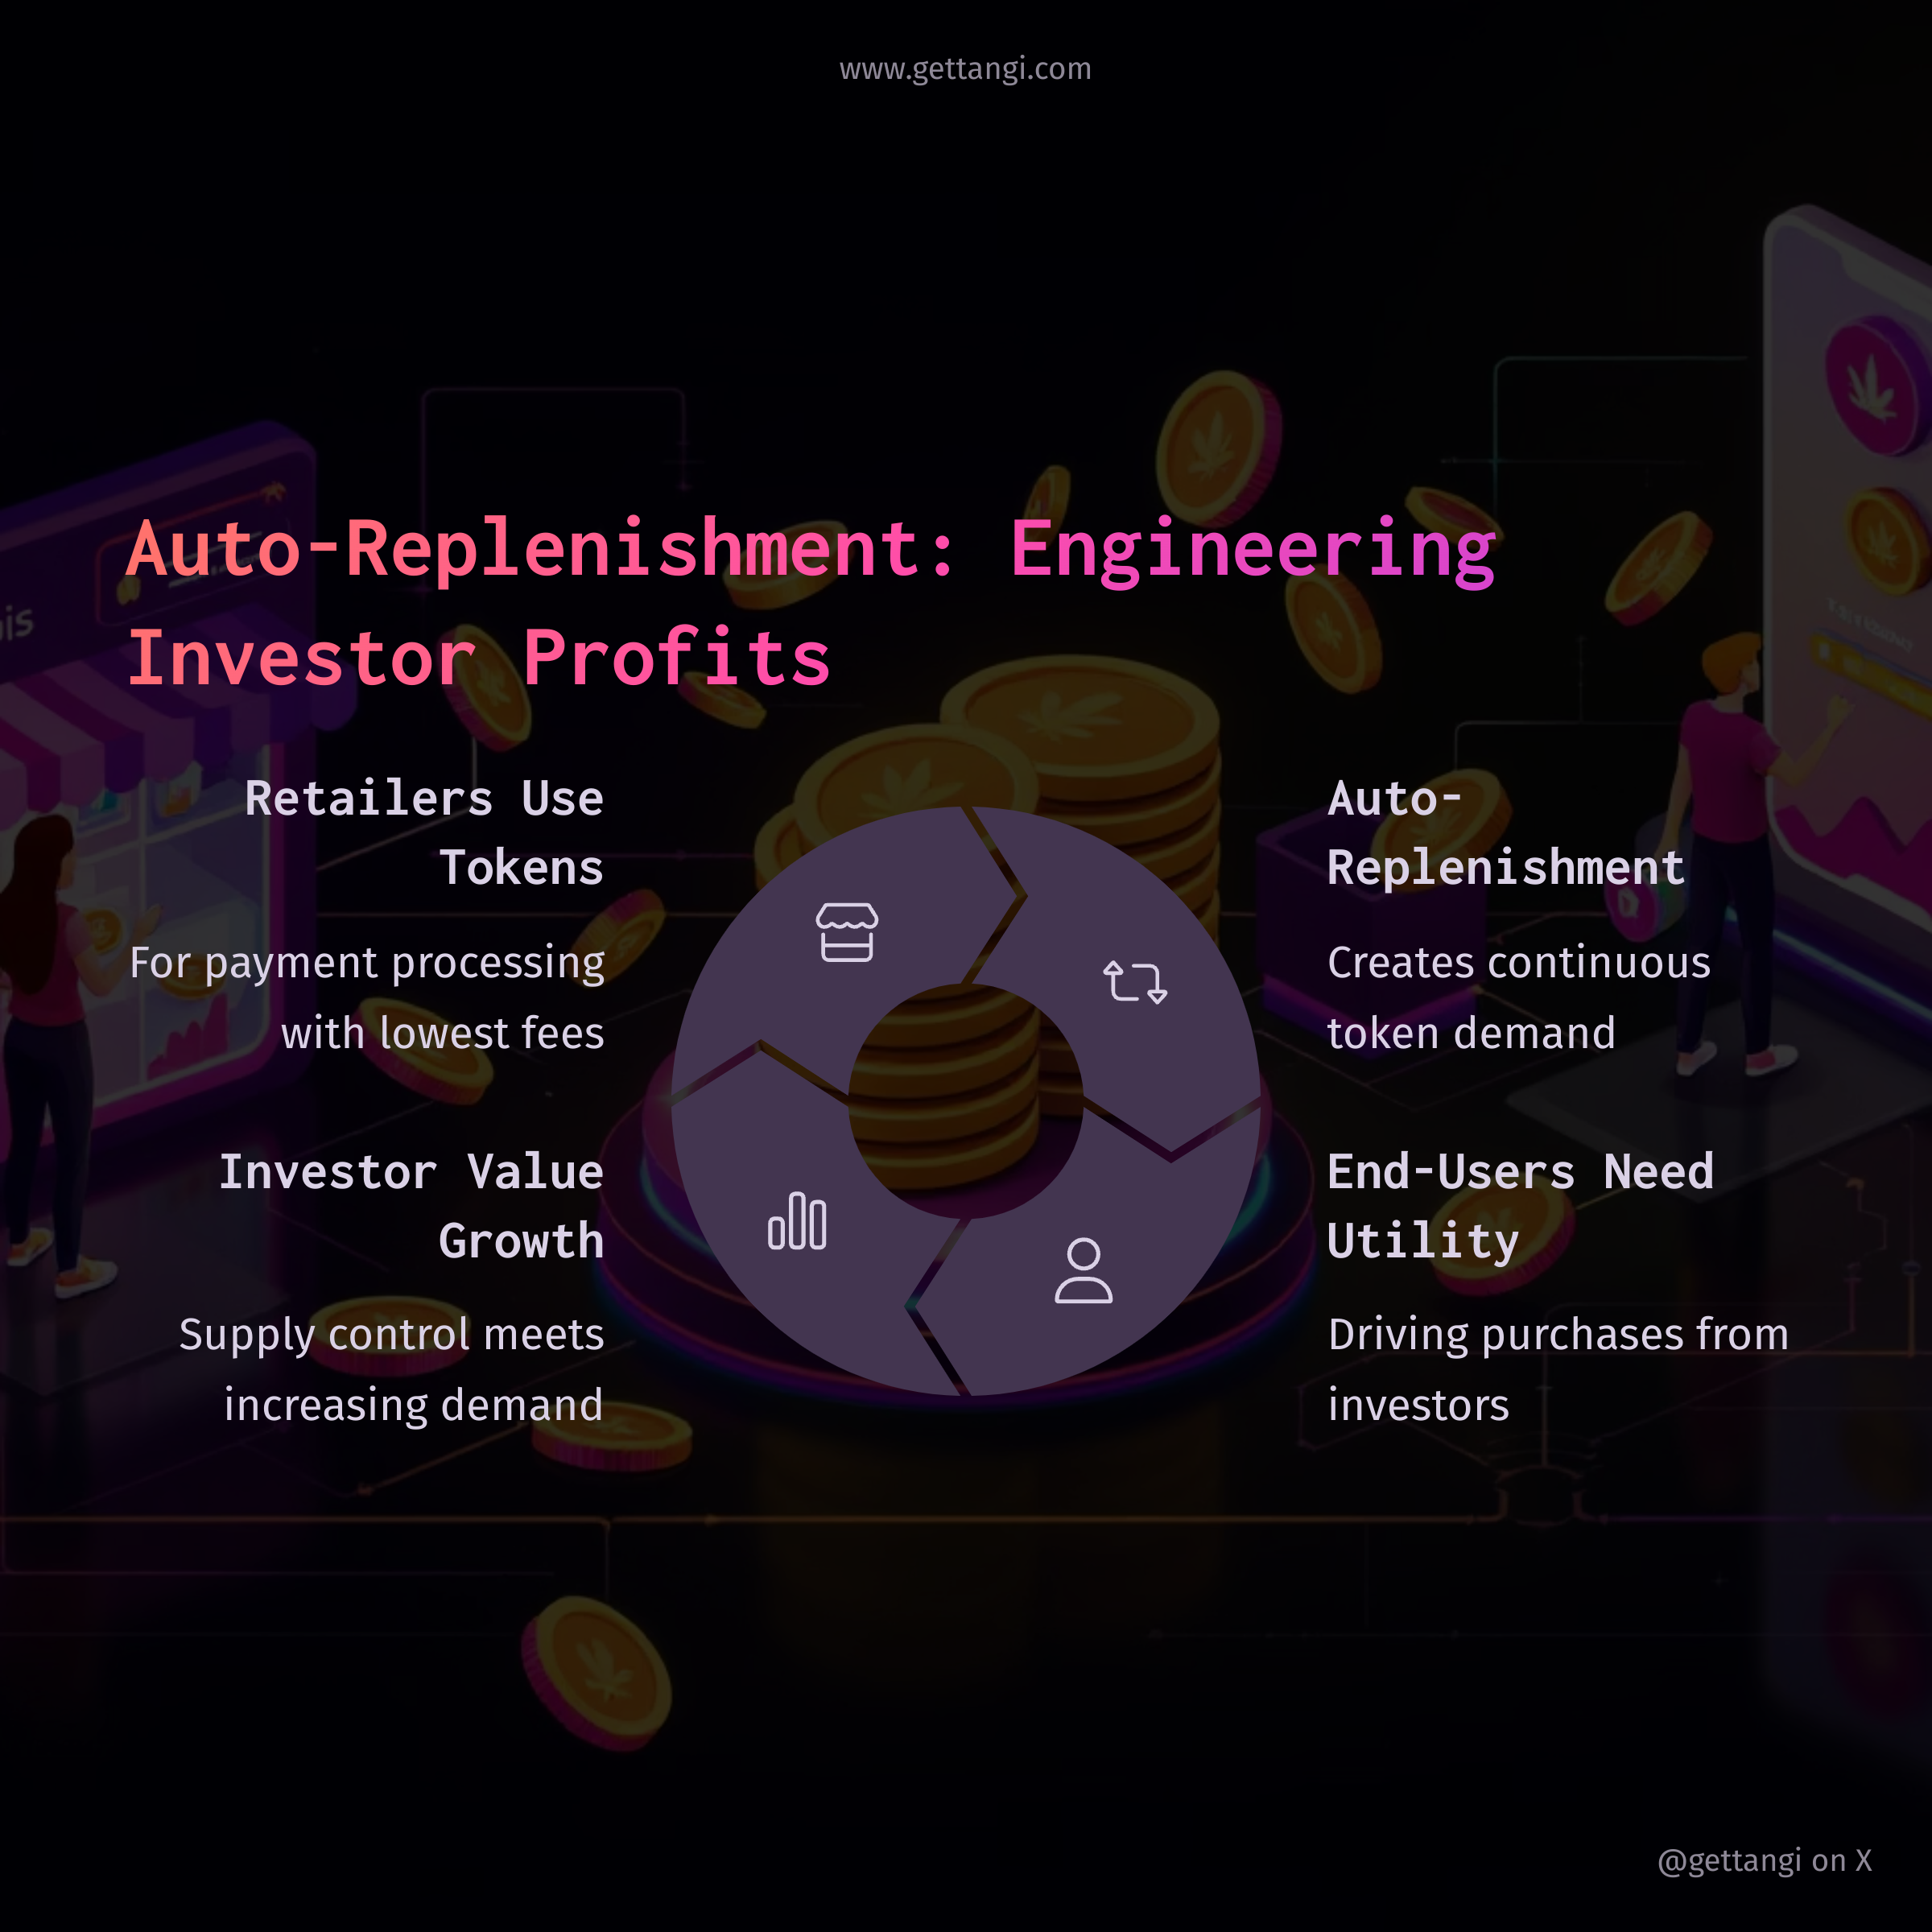 www.gettangi.com
Auto-Replenishment: Engineering
Investor Profits
Retailers Use
Tokens
For payment processing
with lowest fees
Auto-
Replenishment
Creates continuous
token demand
Investor Value
Growth
Supply control meets
increasing demand
End-Users Need
Utility
Driving purchases from
investors
@gettangi on X